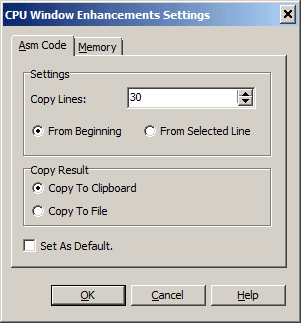 CPU Window Enhancements Settings
Asm Code Memory
Settings
Copy Lines: 30
From Beginning From Selected Line
Copy Result
Copy To Clipboard
Copy To File
Set As Default.
OK Cancel Help